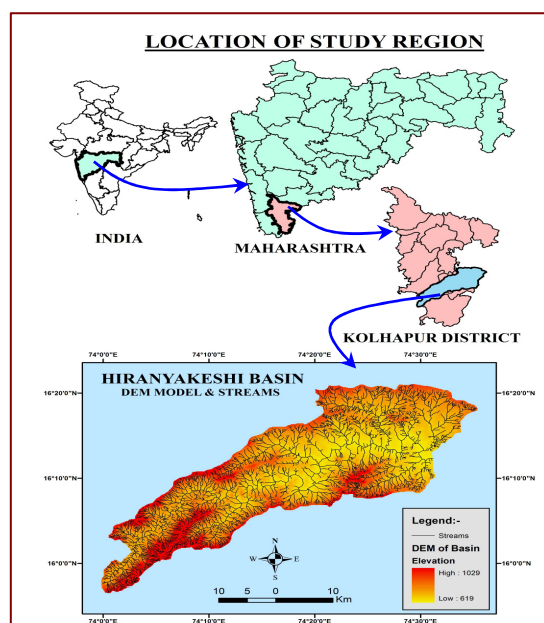 LOCATION OF STUDY REGION
INDIA
MAHARASHTRA
KOLHAPUR DISTRICT
74°0'0"E 74°10'0"E 74°20'0"E 74°30'0"E
HIRANYAKESHI BASIN
DEM MODEL & STREAMS
16°20'0"N 16°20'0"N
16°10'0"N 16°10'0"N
16°0'0"N 16°0'0"N
N
W E
S
10 5 0 10
Km
Legend:-
Streams
DEM of Basin
Elevation
High : 1029
Low : 619
74°0'0"E 74°10'0"E 74°20'0"E 74°30'0"E